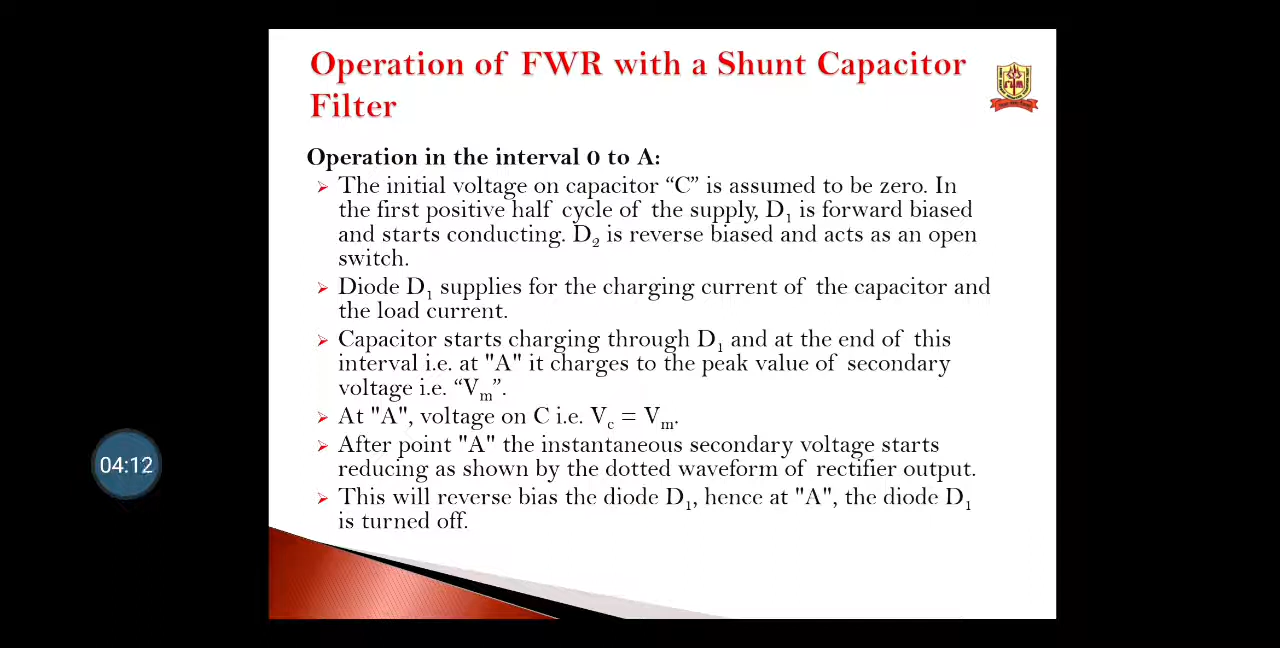 Operation of FWR with a Shunt Capacitor
Filter
Operation in the interval 0 to A:
➢ The initial voltage on capacitor “C” is assumed to be zero. In
the first positive half cycle of the supply, D₁ is forward biased
and starts conducting. D₂ is reverse biased and acts as an open
switch.
➢ Diode D₁ supplies for the charging current of the capacitor and
the load current.
➢ Capacitor starts charging through D₁ and at the end of this
interval i.e. at "A" it charges to the peak value of secondary
voltage i.e. “Vₘ”.
➢ At "A", voltage on C i.e. V꜀ = Vₘ.
➢ After point "A" the instantaneous secondary voltage starts
reducing as shown by the dotted waveform of rectifier output.
➢ This will reverse bias the diode D₁, hence at "A", the diode D₁
is turned off.
04:12